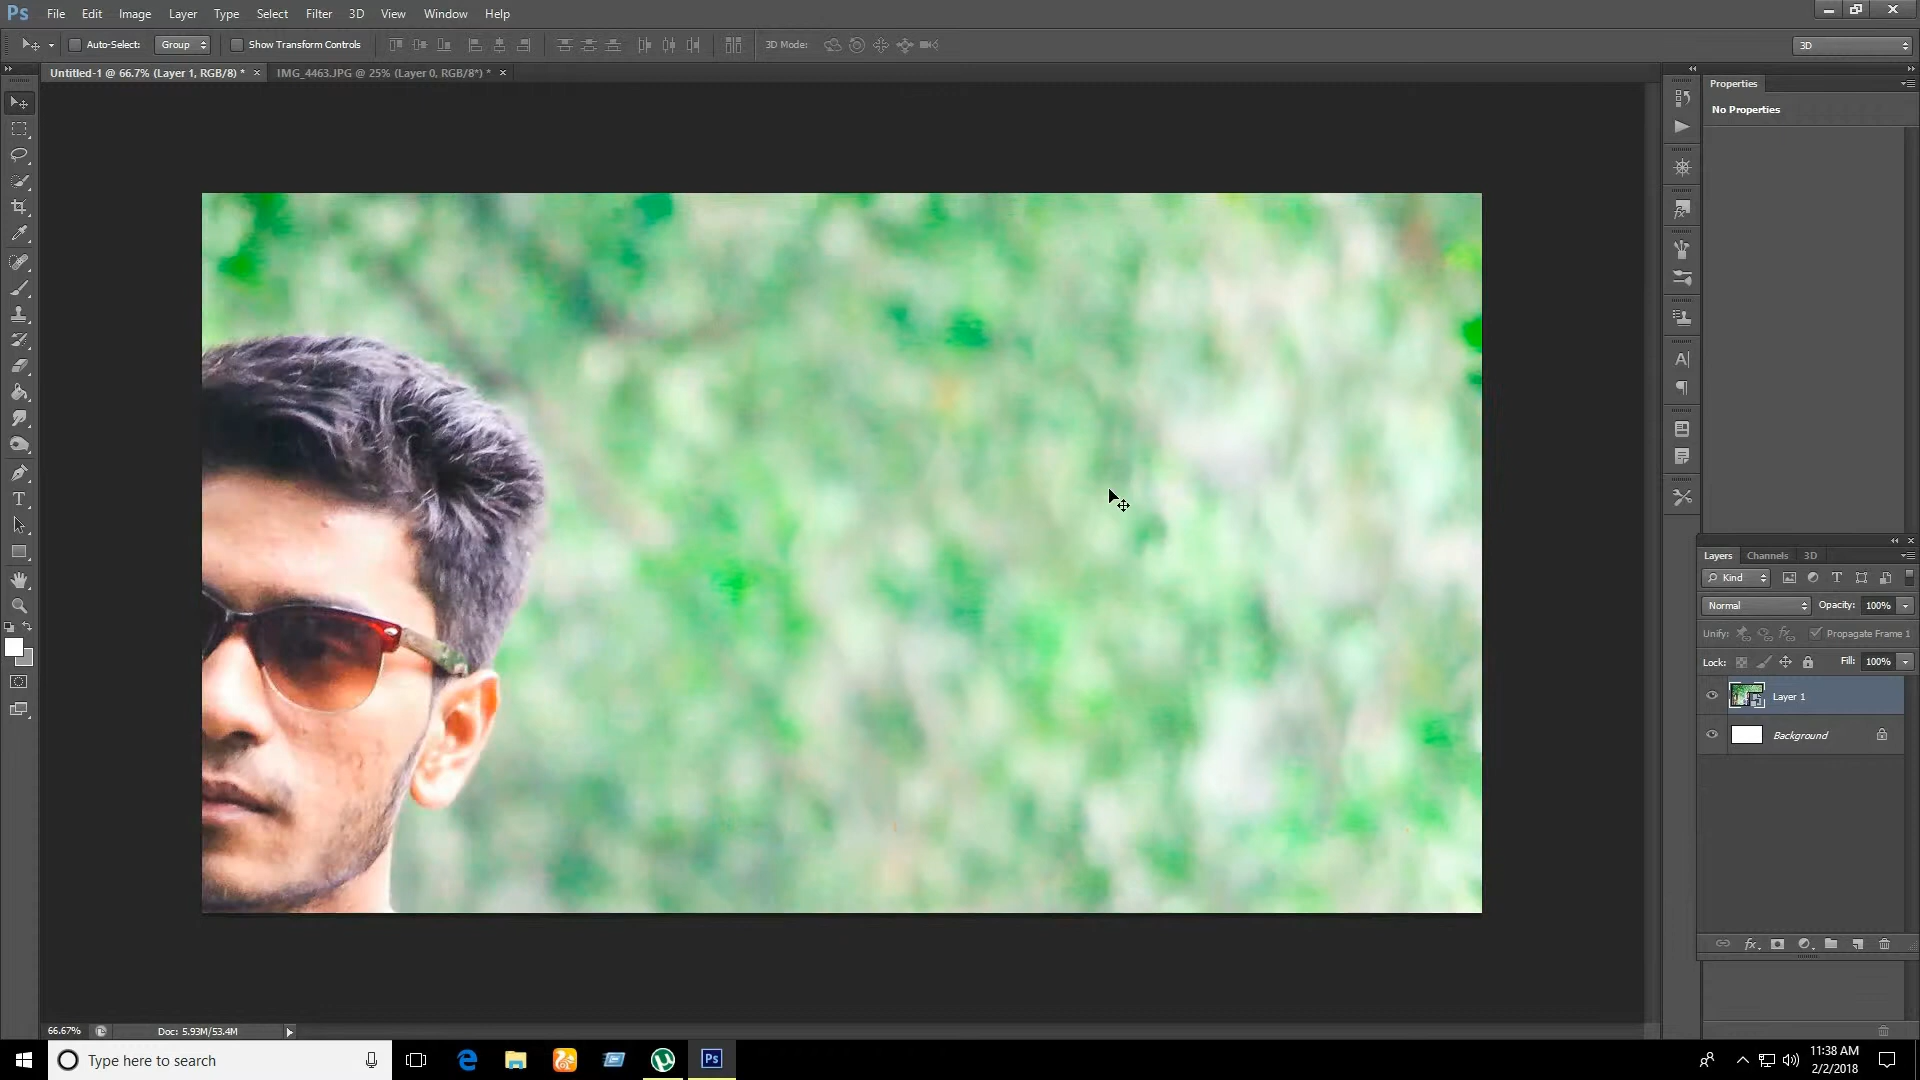 Ps File Edit Image Layer Type Select Filter 3D View Window Help
Auto-Select: Group Show Transform Controls 3D Mode: 3D
Untitled-1 @ 66.7% (Layer 1, RGB/8) * × IMG_4463.JPG @ 25% (Layer 0, RGB/8*) * ×
Properties
No Properties
Layers Channels 3D
Kind
Normal Opacity: 100%
Unify: Propagate Frame 1
Lock: Fill: 100%
Layer 1
Background
66.67% Doc: 5.93M/53.4M
Type here to search
Ps
11:38 AM
2/2/2018